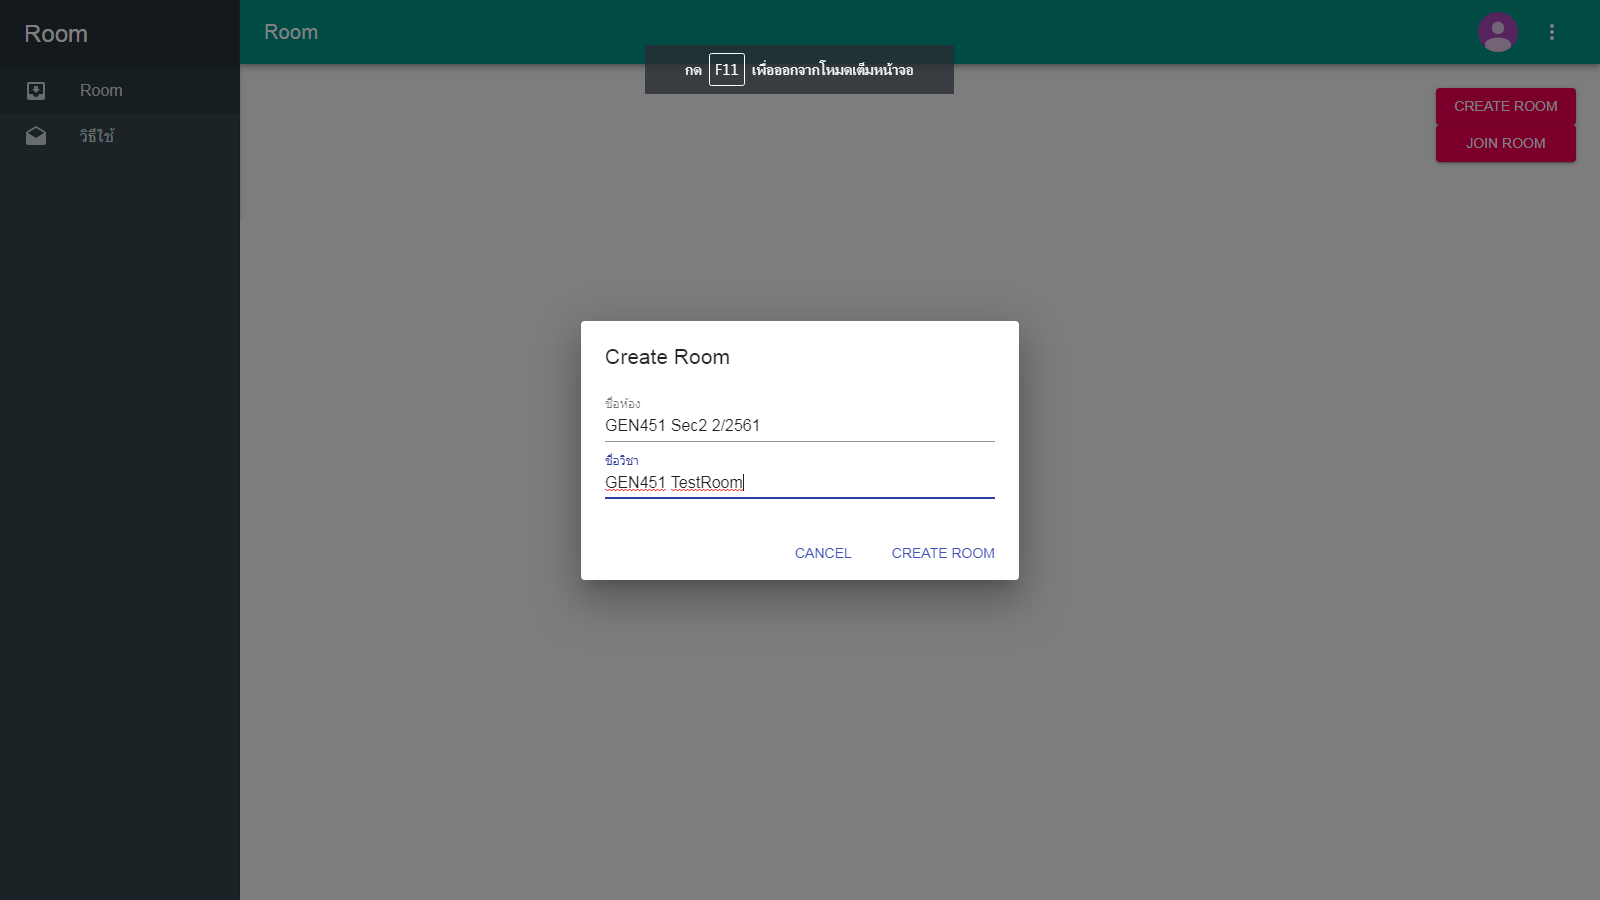 Room
Room
กด F11 เพื่อออกจากโหมดเต็มหน้าจอ
Room
วิธีใช้
CREATE ROOM
JOIN ROOM
Create Room
ชื่อห้อง
GEN451 Sec2 2/2561
ชื่อวิชา
GEN451 TestRoom
CANCEL CREATE ROOM